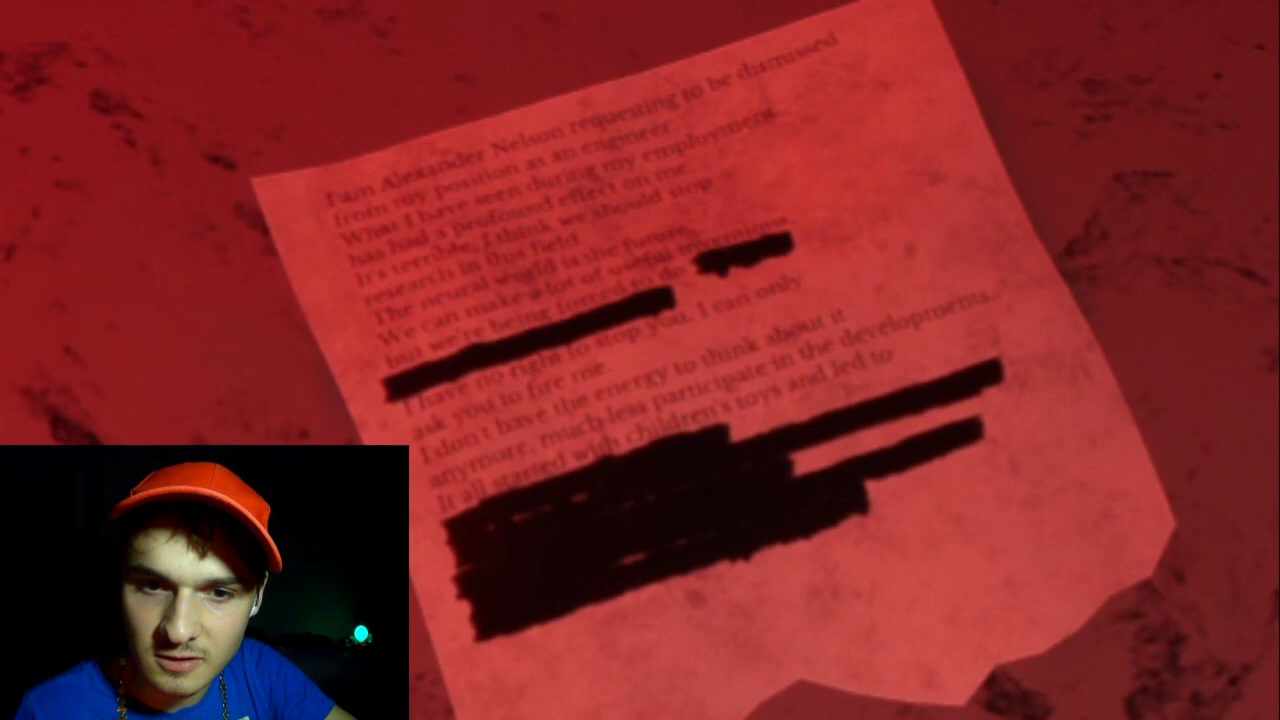 I am Alexander Nelson requesting to be dismissed
from my position as an engineer
What I have seen during my employment
has had a profound effect on me
It's terrible, I think we should stop
research in this field
The neural world is the future
We can make a lot of useful
but we're being forced to do
I have no right to stop you. I can only
ask you to fire me.
I don't have the energy to think about it
anymore, much less participate in the developments.
It all started with children's toys and led to